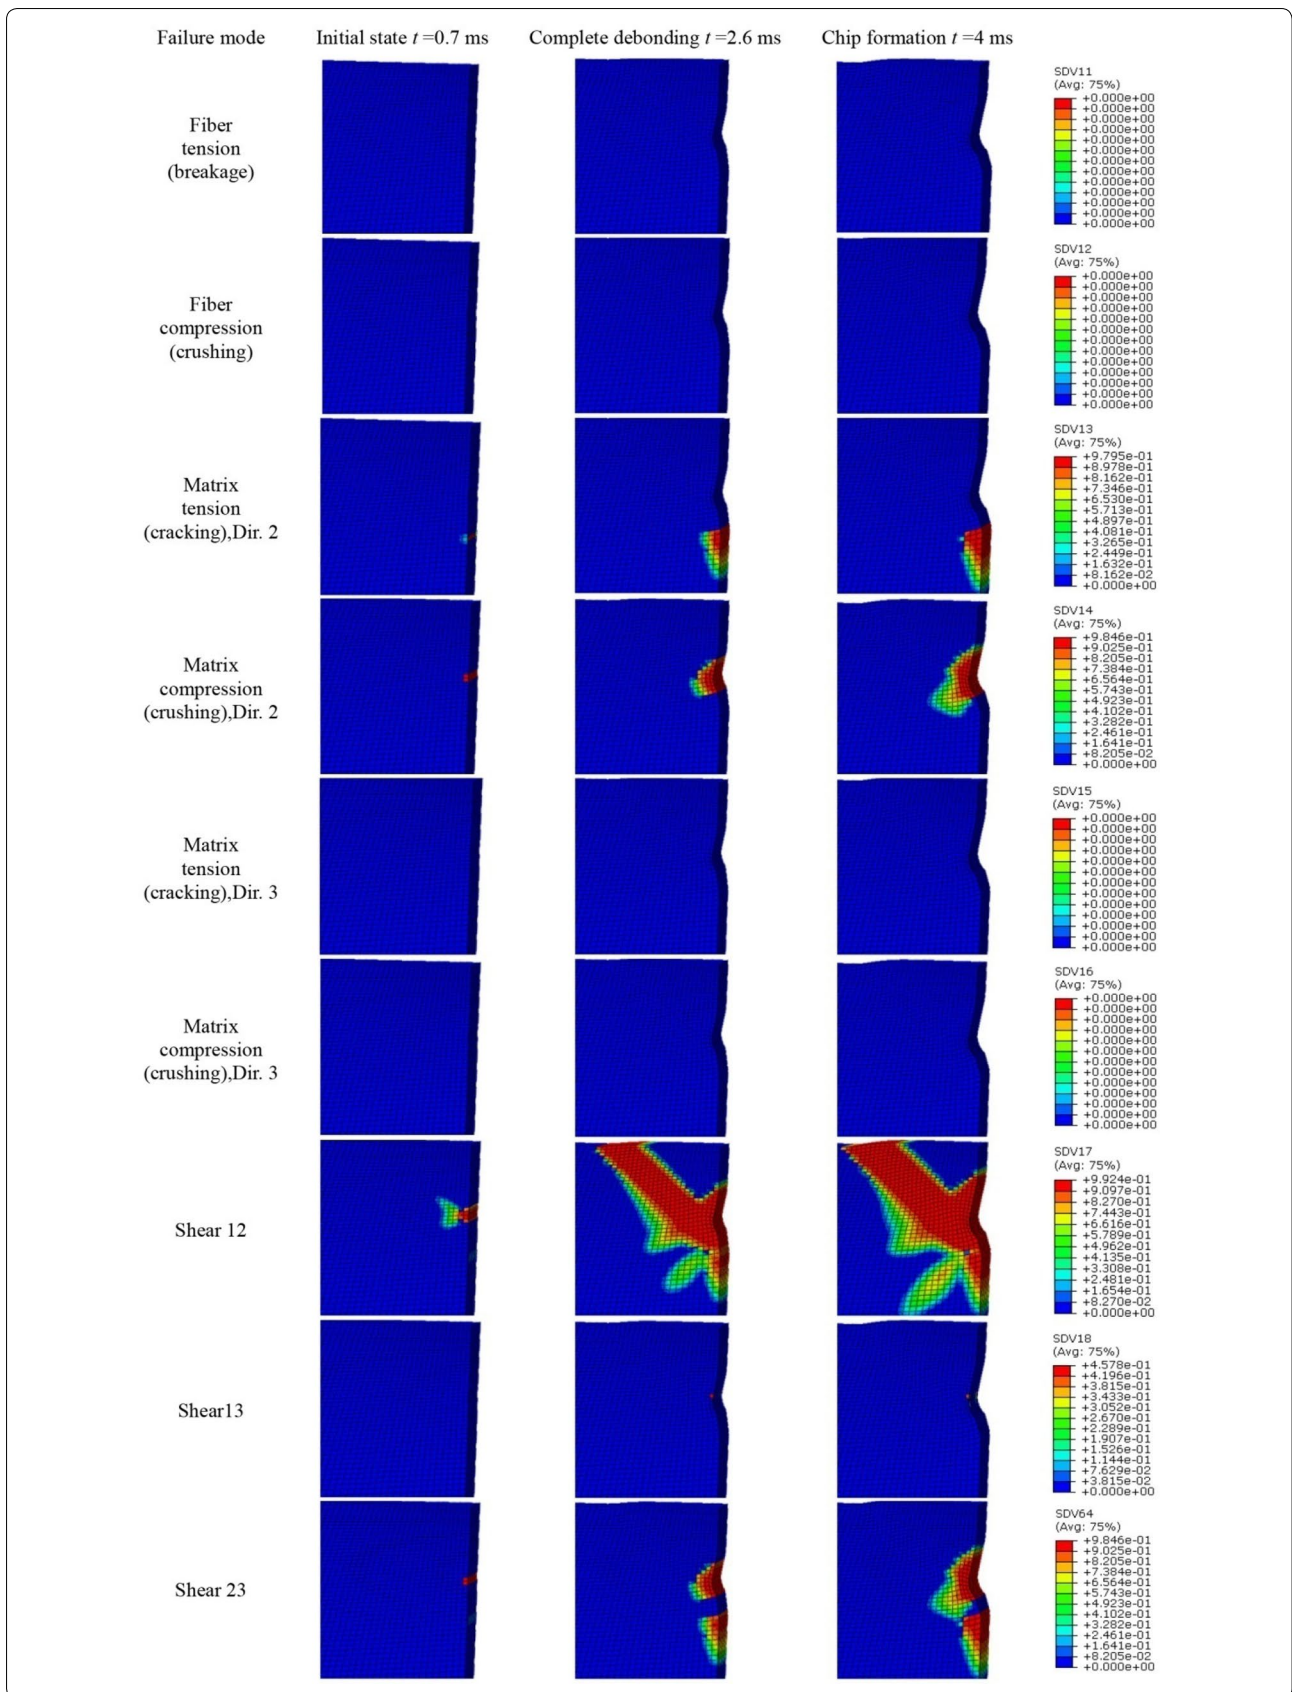 Failure mode
Initial state t =0.7 ms
Complete debonding t =2.6 ms
Chip formation t =4 ms
Fiber
tension
(breakage)
SDV11
(Avg: 75%)
+0.000e+00
+0.000e+00
+0.000e+00
+0.000e+00
+0.000e+00
+0.000e+00
+0.000e+00
+0.000e+00
+0.000e+00
+0.000e+00
+0.000e+00
+0.000e+00
+0.000e+00
Fiber
compression
(crushing)
SDV12
(Avg: 75%)
+0.000e+00
+0.000e+00
+0.000e+00
+0.000e+00
+0.000e+00
+0.000e+00
+0.000e+00
+0.000e+00
+0.000e+00
+0.000e+00
+0.000e+00
+0.000e+00
+0.000e+00
Matrix
tension
(cracking),Dir. 2
SDV13
(Avg: 75%)
+9.795e-01
+8.978e-01
+8.162e-01
+7.346e-01
+6.530e-01
+5.713e-01
+4.897e-01
+4.081e-01
+3.265e-01
+2.449e-01
+1.632e-01
+8.162e-02
+0.000e+00
Matrix
compression
(crushing),Dir. 2
SDV14
(Avg: 75%)
+9.846e-01
+9.025e-01
+8.205e-01
+7.384e-01
+6.564e-01
+5.743e-01
+4.923e-01
+4.102e-01
+3.282e-01
+2.461e-01
+1.641e-01
+8.205e-02
+0.000e+00
Matrix
tension
(cracking),Dir. 3
SDV15
(Avg: 75%)
+0.000e+00
+0.000e+00
+0.000e+00
+0.000e+00
+0.000e+00
+0.000e+00
+0.000e+00
+0.000e+00
+0.000e+00
+0.000e+00
+0.000e+00
+0.000e+00
+0.000e+00
Matrix
compression
(crushing),Dir. 3
SDV16
(Avg: 75%)
+0.000e+00
+0.000e+00
+0.000e+00
+0.000e+00
+0.000e+00
+0.000e+00
+0.000e+00
+0.000e+00
+0.000e+00
+0.000e+00
+0.000e+00
+0.000e+00
+0.000e+00
Shear 12
SDV17
(Avg: 75%)
+9.924e-01
+9.097e-01
+8.270e-01
+7.443e-01
+6.616e-01
+5.789e-01
+4.962e-01
+4.135e-01
+3.308e-01
+2.481e-01
+1.654e-01
+8.270e-02
+0.000e+00
Shear13
SDV18
(Avg: 75%)
+4.578e-01
+4.196e-01
+3.815e-01
+3.433e-01
+3.052e-01
+2.670e-01
+2.289e-01
+1.907e-01
+1.526e-01
+1.144e-01
+7.629e-02
+3.815e-02
+0.000e+00
Shear 23
SDV64
(Avg: 75%)
+9.846e-01
+9.025e-01
+8.205e-01
+7.384e-01
+6.564e-01
+5.743e-01
+4.923e-01
+4.102e-01
+3.282e-01
+2.461e-01
+1.641e-01
+8.205e-02
+0.000e+00